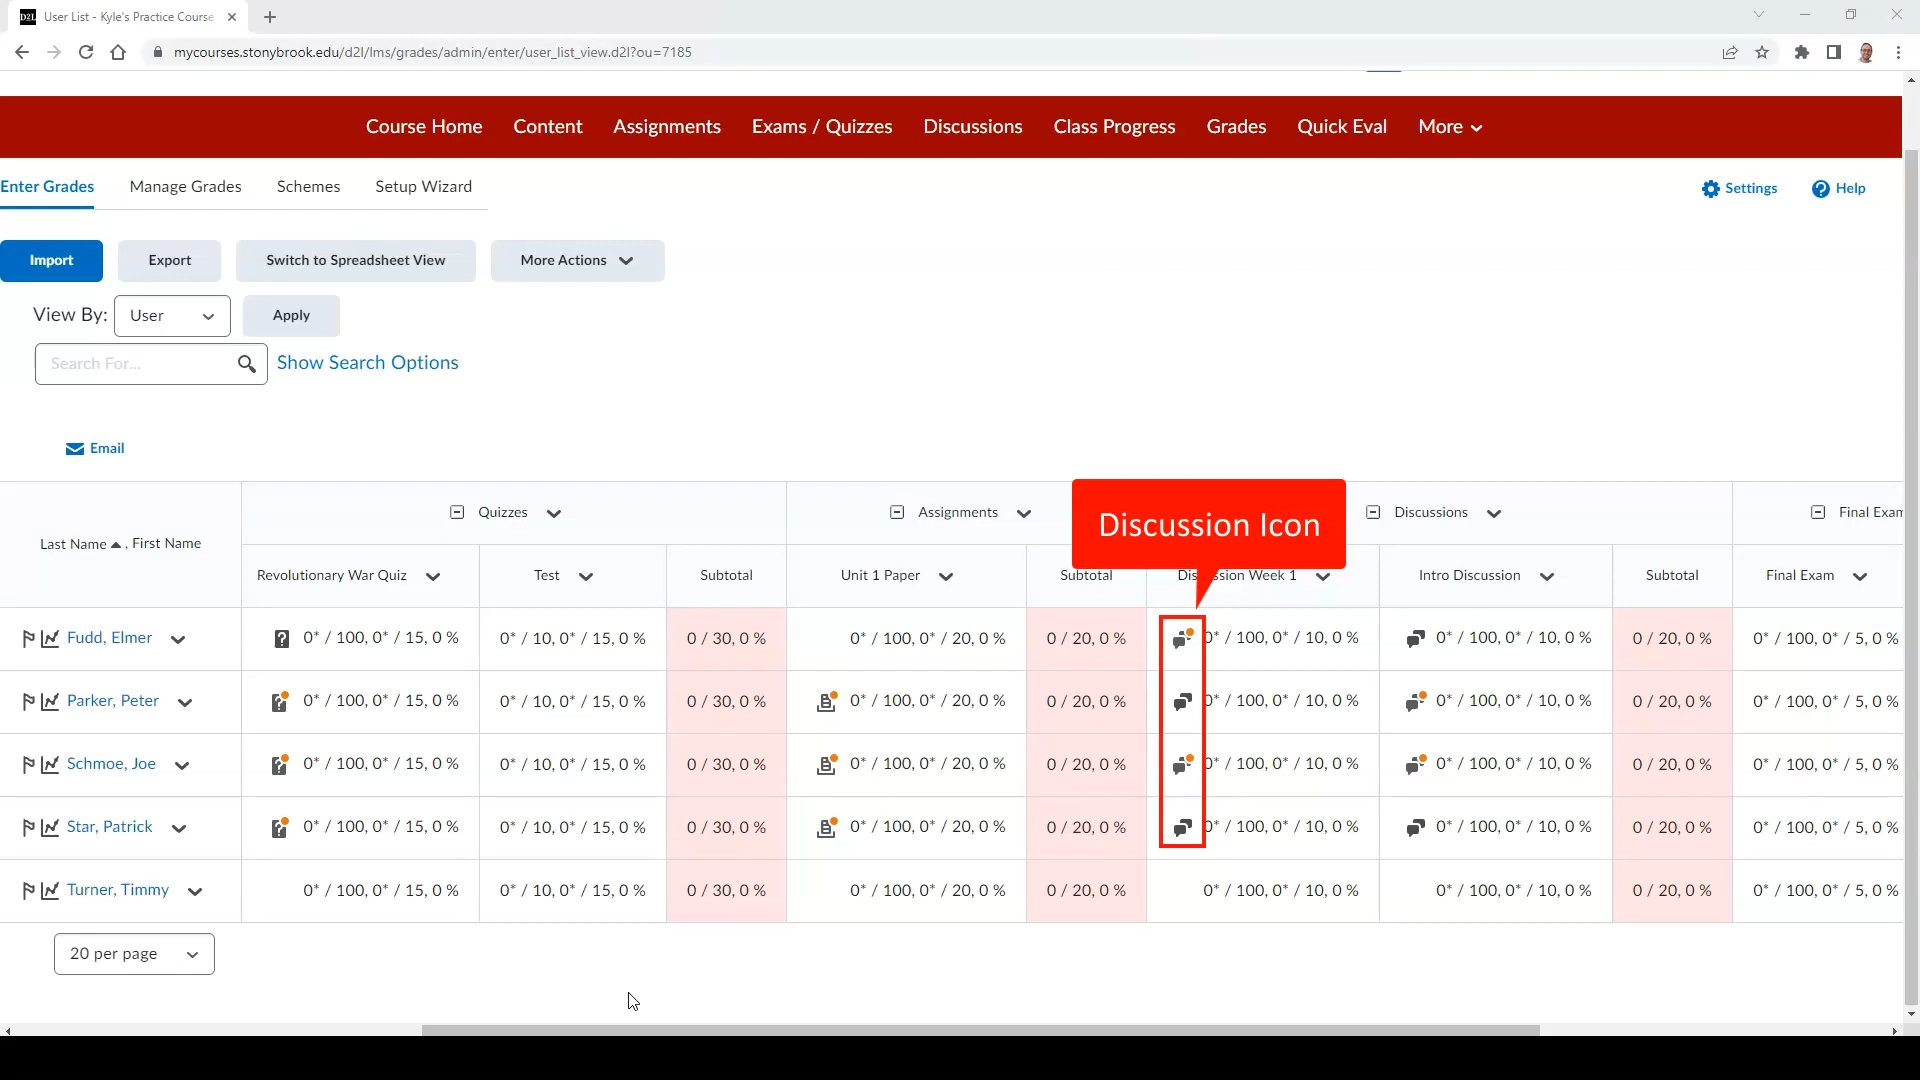 D2L User List - Kyle's Practice Course
mycourses.stonybrook.edu/d2l/lms/grades/admin/enter/user_list_view.d2l?ou=7185
Course Home Content Assignments Exams / Quizzes Discussions Class Progress Grades Quick Eval More
Enter Grades Manage Grades Schemes Setup Wizard Settings Help
Import Export Switch to Spreadsheet View More Actions
View By: User Apply
Search For... Show Search Options
Email
Discussion Icon
Quizzes Assignments Discussions Final Exam
Last Name , First Name
Revolutionary War Quiz Test Subtotal Unit 1 Paper Subtotal Discussion Week 1 Intro Discussion Subtotal Final Exam
Fudd, Elmer 0* / 100, 0* / 15, 0 % 0* / 10, 0* / 15, 0 % 0 / 30, 0 % 0* / 100, 0* / 20, 0 % 0 / 20, 0 % 0* / 100, 0* / 10, 0 % 0* / 100, 0* / 10, 0 % 0 / 20, 0 % 0* / 100, 0* / 5, 0 %
Parker, Peter 0* / 100, 0* / 15, 0 % 0* / 10, 0* / 15, 0 % 0 / 30, 0 % 0* / 100, 0* / 20, 0 % 0 / 20, 0 % 0* / 100, 0* / 10, 0 % 0* / 100, 0* / 10, 0 % 0 / 20, 0 % 0* / 100, 0* / 5, 0 %
Schmoe, Joe 0* / 100, 0* / 15, 0 % 0* / 10, 0* / 15, 0 % 0 / 30, 0 % 0* / 100, 0* / 20, 0 % 0 / 20, 0 % 0* / 100, 0* / 10, 0 % 0* / 100, 0* / 10, 0 % 0 / 20, 0 % 0* / 100, 0* / 5, 0 %
Star, Patrick 0* / 100, 0* / 15, 0 % 0* / 10, 0* / 15, 0 % 0 / 30, 0 % 0* / 100, 0* / 20, 0 % 0 / 20, 0 % 0* / 100, 0* / 10, 0 % 0* / 100, 0* / 10, 0 % 0 / 20, 0 % 0* / 100, 0* / 5, 0 %
Turner, Timmy 0* / 100, 0* / 15, 0 % 0* / 10, 0* / 15, 0 % 0 / 30, 0 % 0* / 100, 0* / 20, 0 % 0 / 20, 0 % 0* / 100, 0* / 10, 0 % 0* / 100, 0* / 10, 0 % 0 / 20, 0 % 0* / 100, 0* / 5, 0 %
20 per page